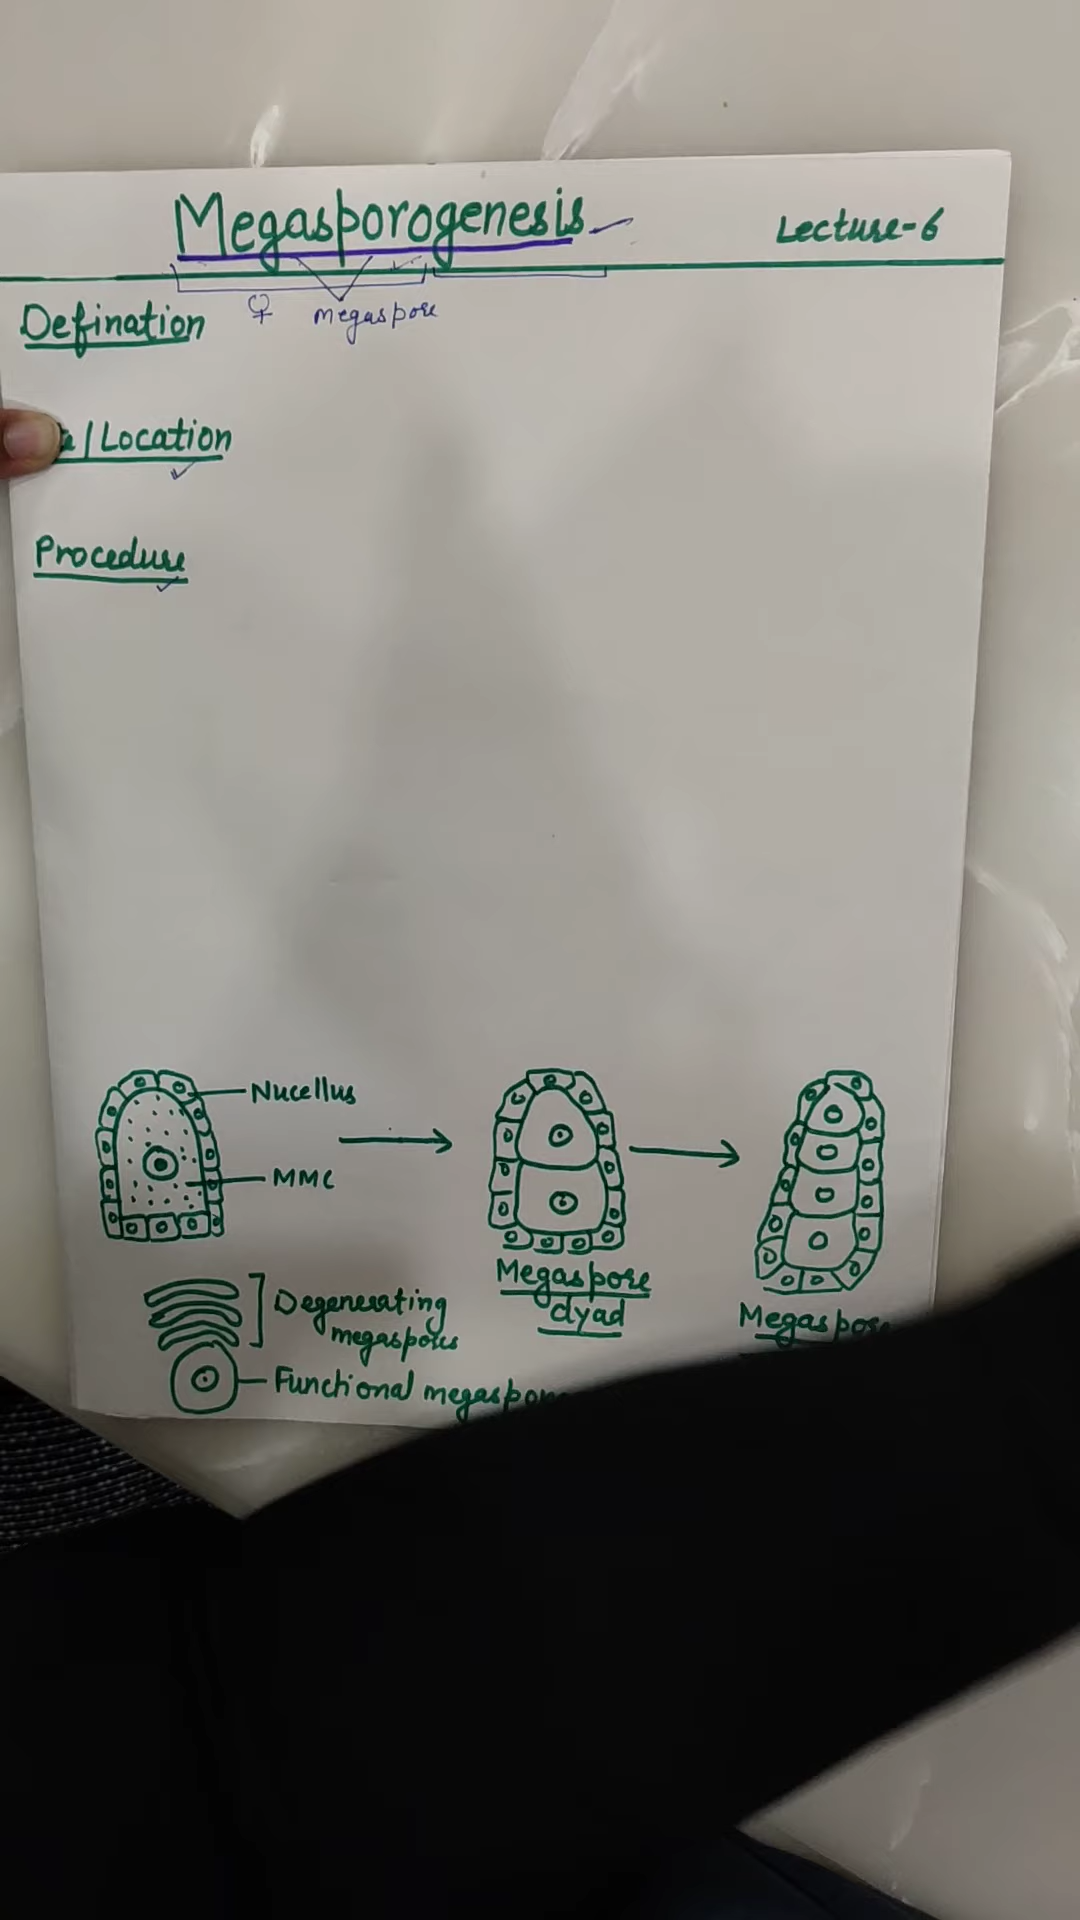 Megasporogenesis
Lecture-6
♀ megaspore
Defination
/Location
Procedure
Nucellus
MMC
Megaspore
dyad
Degenerating
megaspores
Functional